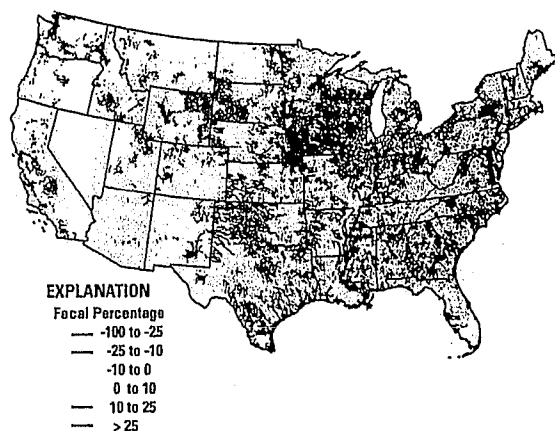 EXPLANATION
Focal Percentage
-100 to -25
-25 to -10
-10 to 0
0 to 10
10 to 25
> 25